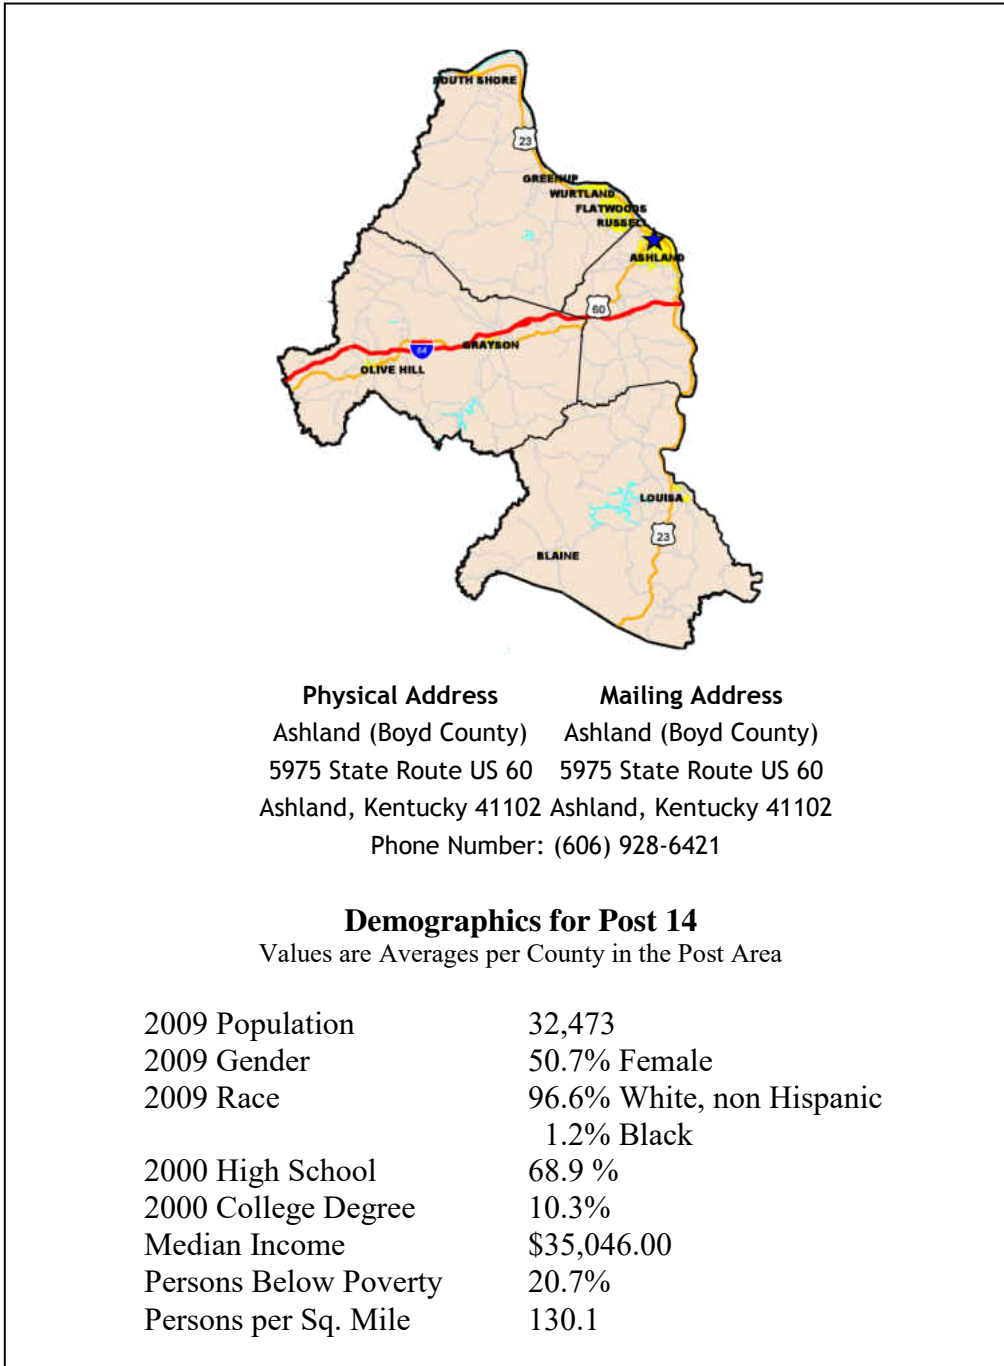 SOUTH SHORE
23
GREENUP
WURTLAND
FLATWOODS
RUSSELL
ASHLAND
60
64
GRAYSON
OLIVE HILL
LOUISA
23
BLAINE
Physical Address Mailing Address
Ashland (Boyd County) Ashland (Boyd County)
5975 State Route US 60 5975 State Route US 60
Ashland, Kentucky 41102 Ashland, Kentucky 41102
Phone Number: (606) 928-6421
Demographics for Post 14
Values are Averages per County in the Post Area
2009 Population 32,473
2009 Gender 50.7% Female
2009 Race 96.6% White, non Hispanic
1.2% Black
2000 High School 68.9 %
2000 College Degree 10.3%
Median Income $35,046.00
Persons Below Poverty 20.7%
Persons per Sq. Mile 130.1